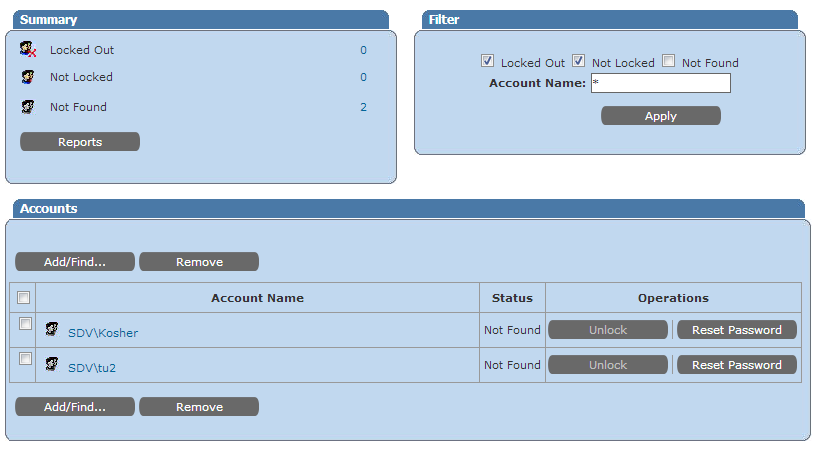 Summary
Locked Out 0
Not Locked 0
Not Found 2
Reports
Filter
Locked Out Not Locked Not Found
Account Name: *
Apply
Accounts
Add/Find... Remove
Account Name Status Operations
SDV\Kosher Not Found Unlock Reset Password
SDV\tu2 Not Found Unlock Reset Password
Add/Find... Remove